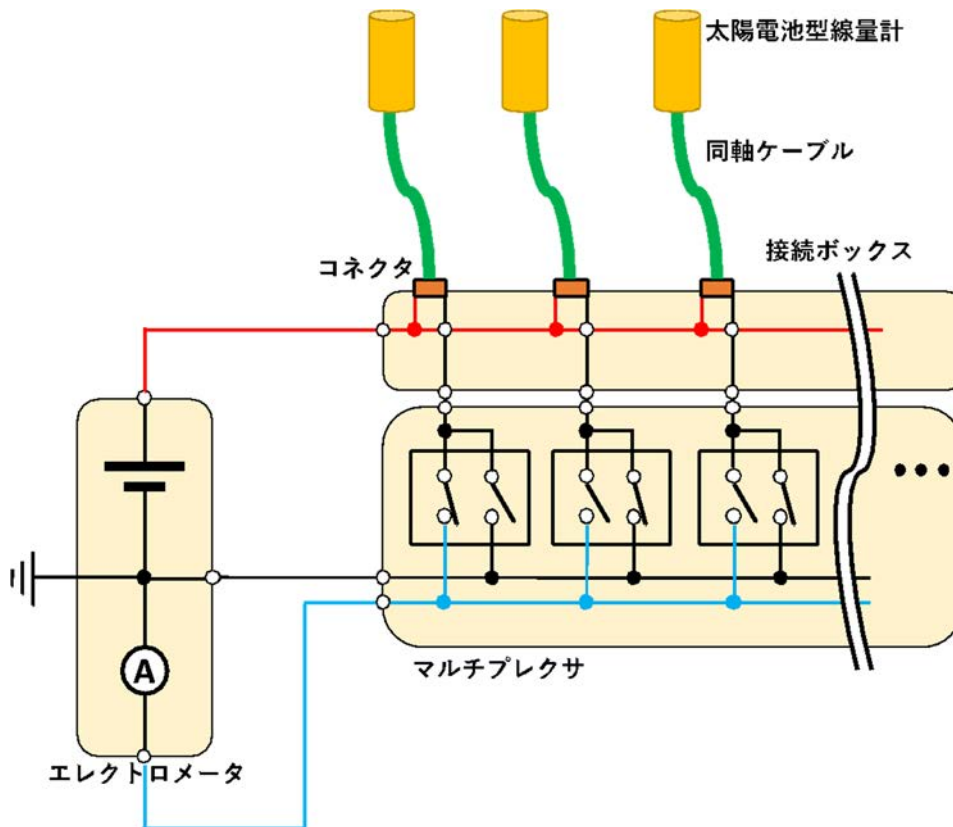 太陽電池型線量計
同軸ケーブル
接続ボックス
コネクタ
A
マルチプレクサ
エレクトロメータ